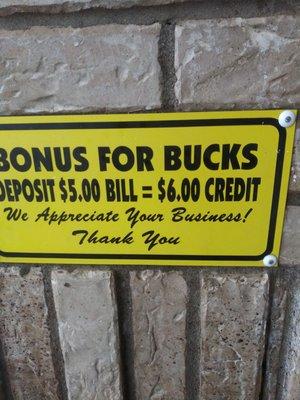 BONUS FOR BUCKS
DEPOSIT $5.00 BILL = $6.00 CREDIT
We Appreciate Your Business!
Thank You